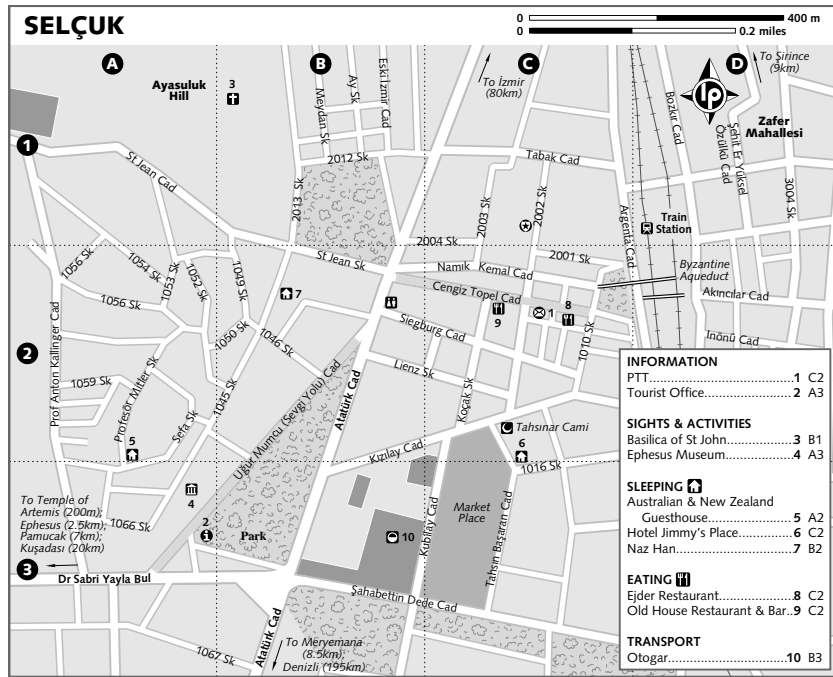 SELÇUK
0 400 m
0 0.2 miles
A
B
C
D
1
2
3
Ayasuluk
Hill
3
Meydan Sk
Ay Sk
Eski İzmir Cad
To İzmir
(80km)
To Şirince
(9km)
lp
Zafer
Mahallesi
Bozkır Cad
Özülkü Cad
Şehit Er Yüksel
3004 Sk
St Jean Cad
2012 Sk
2013 Sk
Tabak Cad
2003 Sk
2002 Sk
Argenta Cad
Train
Station
2004 Sk
2001 Sk
St Jean Sk
Namık Kemal Cad
Byzantine
Aqueduct
Cengiz Topel Cad
Akıncılar Cad
1056 Sk
1054 Sk
1053 Sk
1052 Sk
1049 Sk
7
1056 Sk
8
1
9
Siegburg Cad
1010 Sk
İnönü Cad
Prof Anton Kallinger Cad
1050 Sk
1046 Sk
Lienz Sk
1059 Sk
Profesör Mitler Sk
Sefa Sk
1045 Sk
Uğur Mumcu (Sevgi Yolu) Cad
Atatürk Cad
Koçak Sk
Tahsinar Cami
5
6
Kızılay Cad
1016 Sk
To Temple of
Artemis (200m);
Ephesus (2.5km);
Pamucak (7km);
Kuşadası (20km)
1066 Sk
4
2
Park
10
Market
Place
Kubilay Cad
Tahsin Başaran Cad
Dr Sabri Yayla Bul
Şahabettin Dede Cad
1067 Sk
Atatürk Cad
To Meryemana
(8.5km);
Denizli (195km)
INFORMATION
PTT...................................1 C2
Tourist Office....................2 A3
SIGHTS & ACTIVITIES
Basilica of St John..............3 B1
Ephesus Museum...............4 A3
SLEEPING
Australian & New Zealand
Guesthouse....................5 A2
Hotel Jimmy's Place..........6 C2
Naz Han...........................7 B2
EATING
Ejder Restaurant................8 C2
Old House Restaurant & Bar..9 C2
TRANSPORT
Otogar............................10 B3